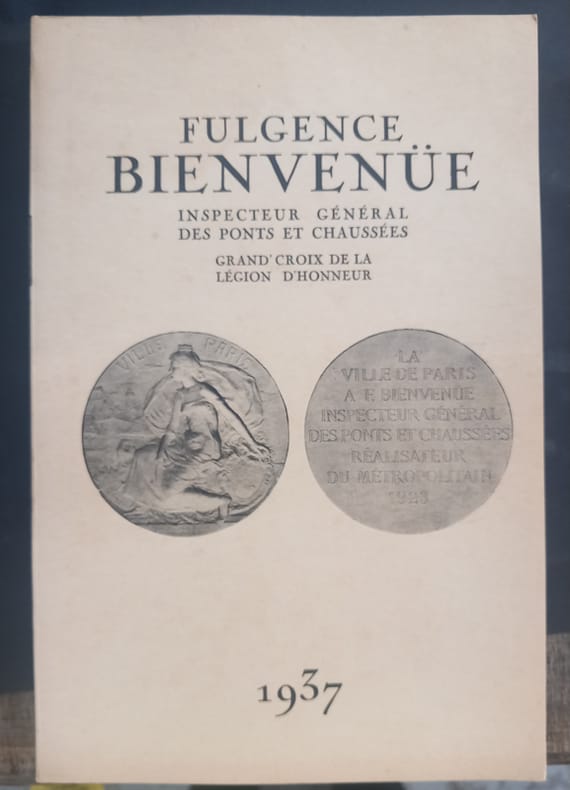 FULGENCE
BIENVENÜE
INSPECTEUR GÉNÉRAL
DES PONTS ET CHAUSSÉES
GRAND' CROIX DE LA
LÉGION D'HONNEUR
VILLE PARIS
LA
VILLE DE PARIS
A F. BIENVENÜE
INSPECTEUR GÉNÉRAL
DES PONTS ET CHAUSSÉES
RÉALISATEUR
DU MÉTROPOLITAIN
1923
1937